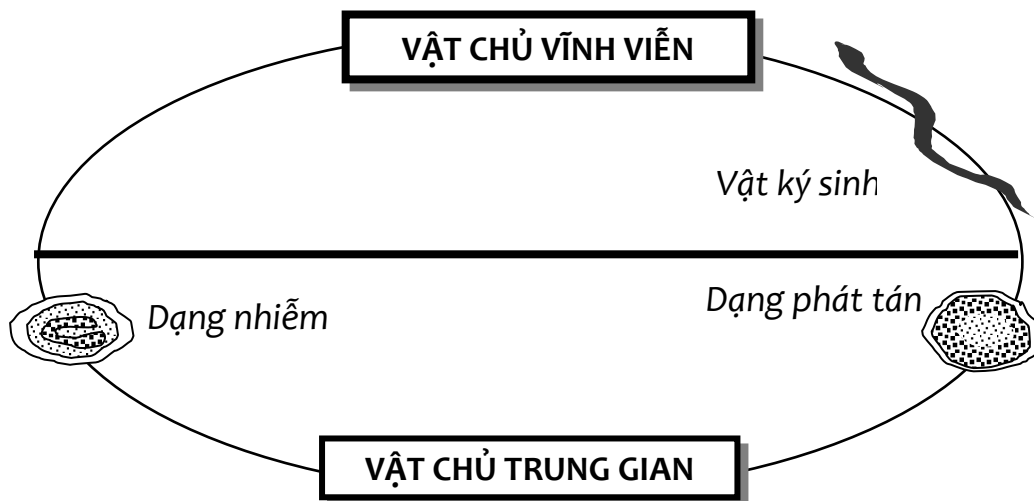 VẬT CHỦ VĨNH VIỄN
Vật ký sinh
Dạng nhiễm
Dạng phát tán
VẬT CHỦ TRUNG GIAN